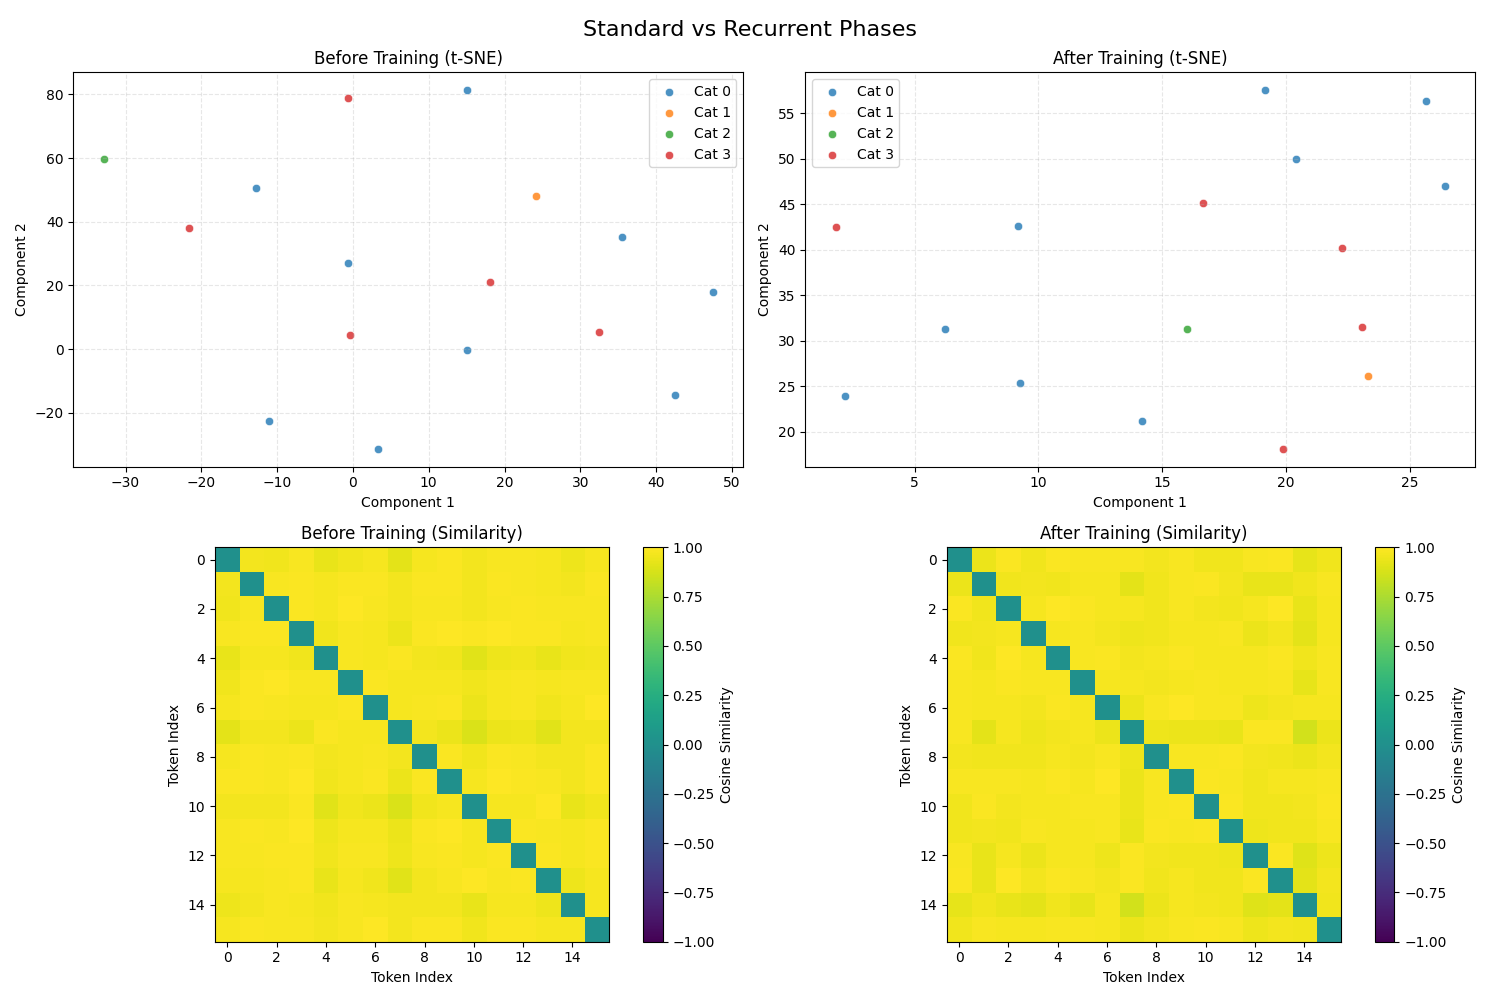 Standard vs Recurrent Phases
Before Training (t-SNE)
Component 2
80
60
40
20
0
−20
Cat 0
Cat 1
Cat 2
Cat 3
−30 −20 −10 0 10 20 30 40 50
Component 1
After Training (t-SNE)
Component 2
55
50
45
40
35
30
25
20
Cat 0
Cat 1
Cat 2
Cat 3
5 10 15 20 25
Component 1
Before Training (Similarity)
Token Index
0
2
4
6
8
10
12
14
0 2 4 6 8 10 12 14
Token Index
1.00
0.75
0.50
0.25
0.00
−0.25
−0.50
−0.75
−1.00
Cosine Similarity
After Training (Similarity)
Token Index
0
2
4
6
8
10
12
14
0 2 4 6 8 10 12 14
Token Index
1.00
0.75
0.50
0.25
0.00
−0.25
−0.50
−0.75
−1.00
Cosine Similarity